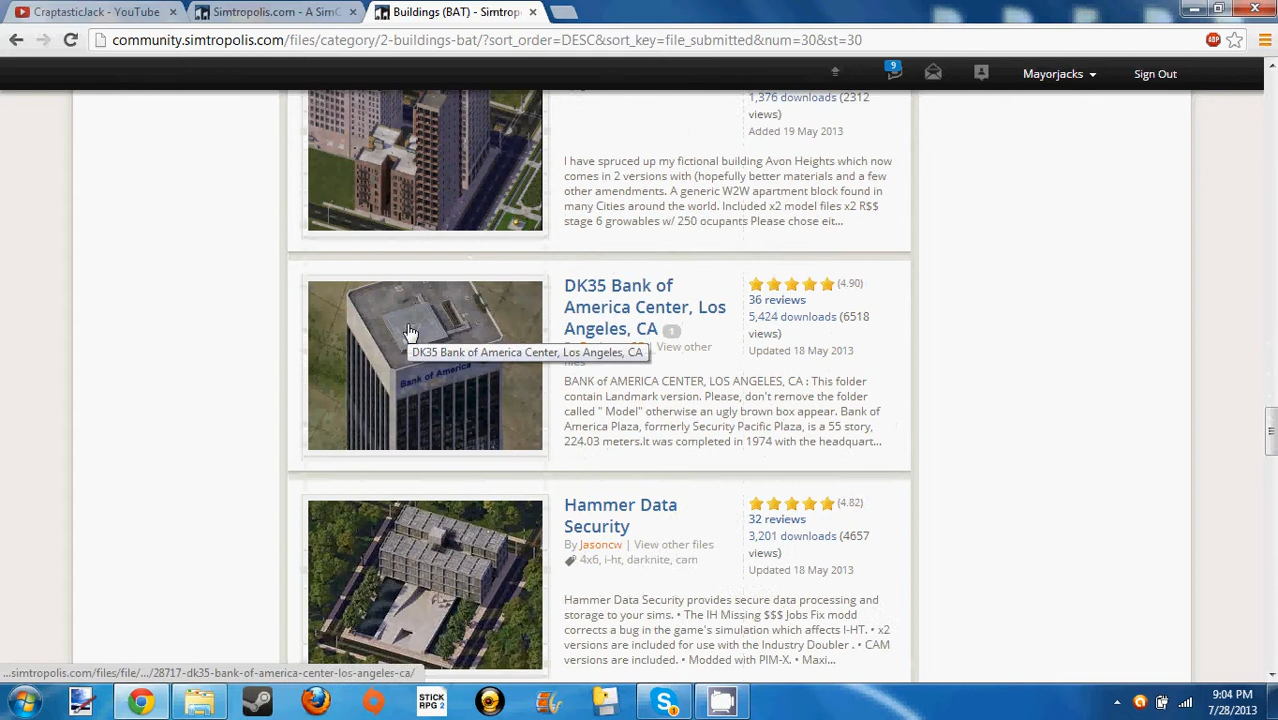 CraptasticJack - YouTube
Simtropolis.com - A SimC
Buildings (BAT) - Simtrop
community.simtropolis.com/files/category/2-buildings-bat/?sort_order=DESC&sort_key=file_submitted&num=30&st=30
ABP
9
Mayorjacks
Sign Out
1,376 downloads (2312
views)
Added 19 May 2013
I have spruced up my fictional building Avon Heights which now
comes in 2 versions with (hopefully better materials and a few
other amendments. A generic W2W apartment block found in
many Cities around the world. Included x2 model files x2 R$$
stage 6 growables w/ 250 ocupants Please chose eit...
DK35 Bank of
America Center, Los
Angeles, CA 1
View other
DK35 Bank of America Center, Los Angeles, CA
Bank of America
(4.90)
36 reviews
5,424 downloads (6518
views)
Updated 18 May 2013
BANK of AMERICA CENTER, LOS ANGELES, CA : This folder
contain Landmark version. Please, don't remove the folder
called " Model" otherwise an ugly brown box appear. Bank of
America Plaza, formerly Security Pacific Plaza, is a 55 story,
224.03 meters.It was completed in 1974 with the headquart...
Hammer Data
Security
By Jasoncw | View other files
4x6, i-ht, darknite, cam
(4.82)
32 reviews
3,201 downloads (4657
views)
Updated 18 May 2013
Hammer Data Security provides secure data processing and
storage to your sims. • The IH Missing $$$ Jobs Fix modd
corrects a bug in the game's simulation which affects I-HT. • x2
versions are included for use with the Industry Doubler . • CAM
versions are included. • Modded with PIM-X. • Maxi...
simtropolis.com/files/file/.../28717-dk35-bank-of-america-center-los-angeles-ca/
STICK
RPG 2
1
9:04 PM
7/28/2013